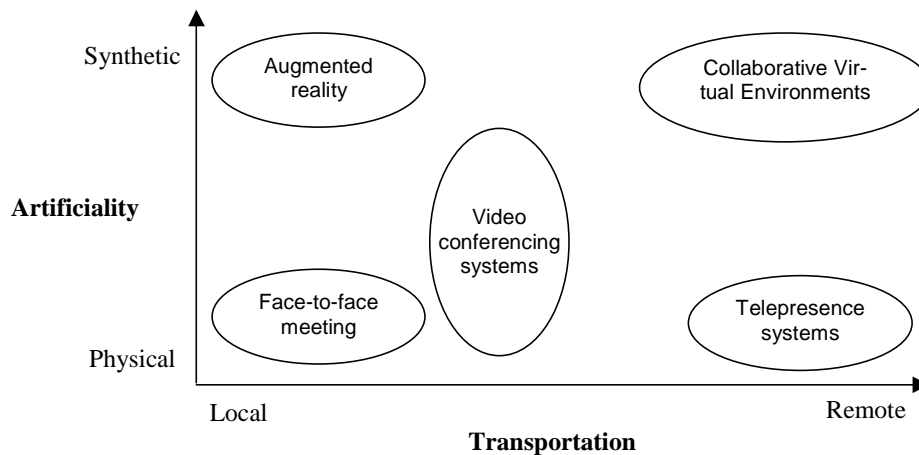 Synthetic
Augmented
reality
Collaborative Vir-
tual Environments
Artificiality
Video
conferencing
systems
Face-to-face
meeting
Telepresence
systems
Physical
Local
Remote
Transportation